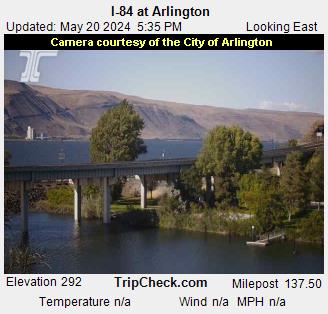 I-84 at Arlington
Updated: May 20 2024 5:35 PM Looking East
Camera courtesy of the City of Arlington
Elevation 292 TripCheck.com Milepost 137.50
Temperature n/a Wind n/a MPH n/a